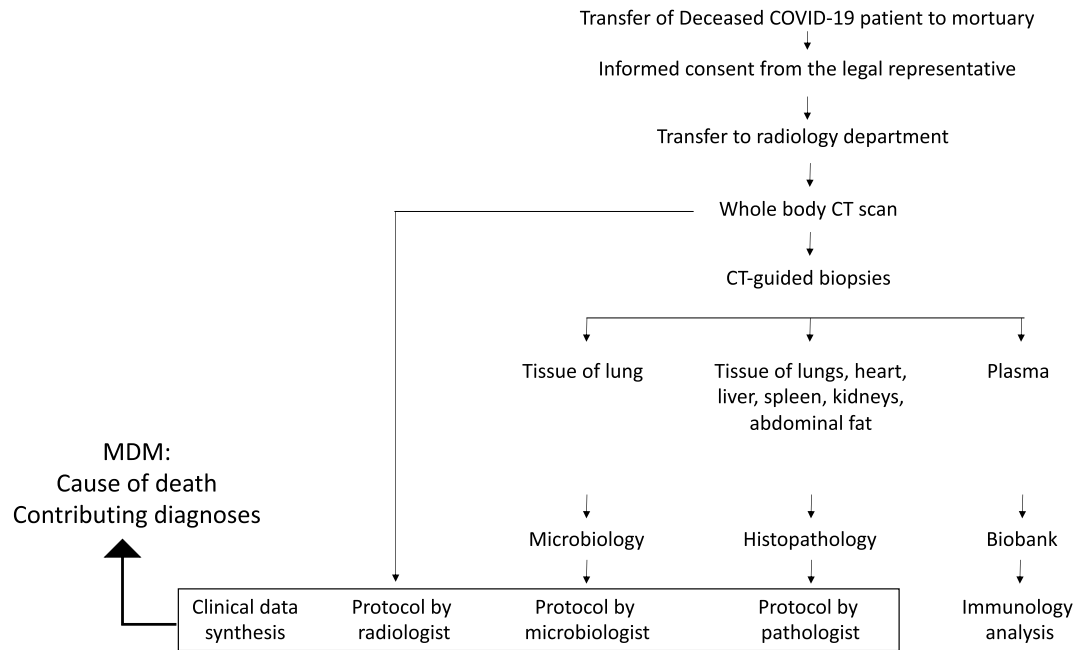 Transfer of Deceased COVID-19 patient to mortuary
Informed consent from the legal representative
Transfer to radiology department
Whole body CT scan
CT-guided biopsies
Tissue of lung
Tissue of lungs, heart,
liver, spleen, kidneys,
abdominal fat
Plasma
MDM:
Cause of death
Contributing diagnoses
Microbiology
Histopathology
Biobank
Clinical data
synthesis
Protocol by
radiologist
Protocol by
microbiologist
Protocol by
pathologist
Immunology
analysis